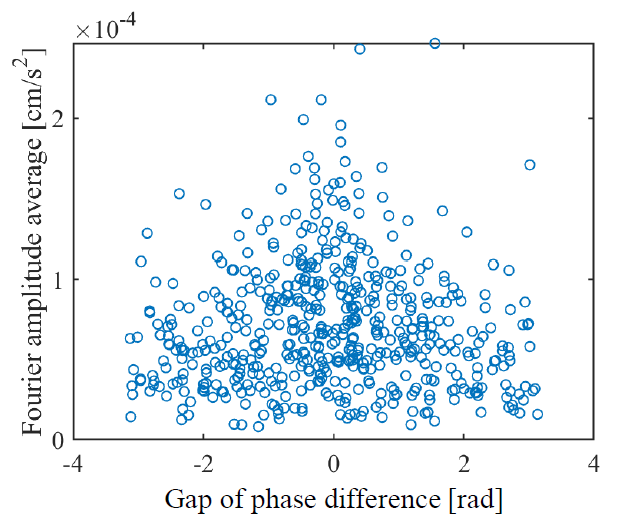 ×10⁻⁴
Fourier amplitude average [cm/s²]
2
1
0
-4 -2 0 2 4
Gap of phase difference [rad]